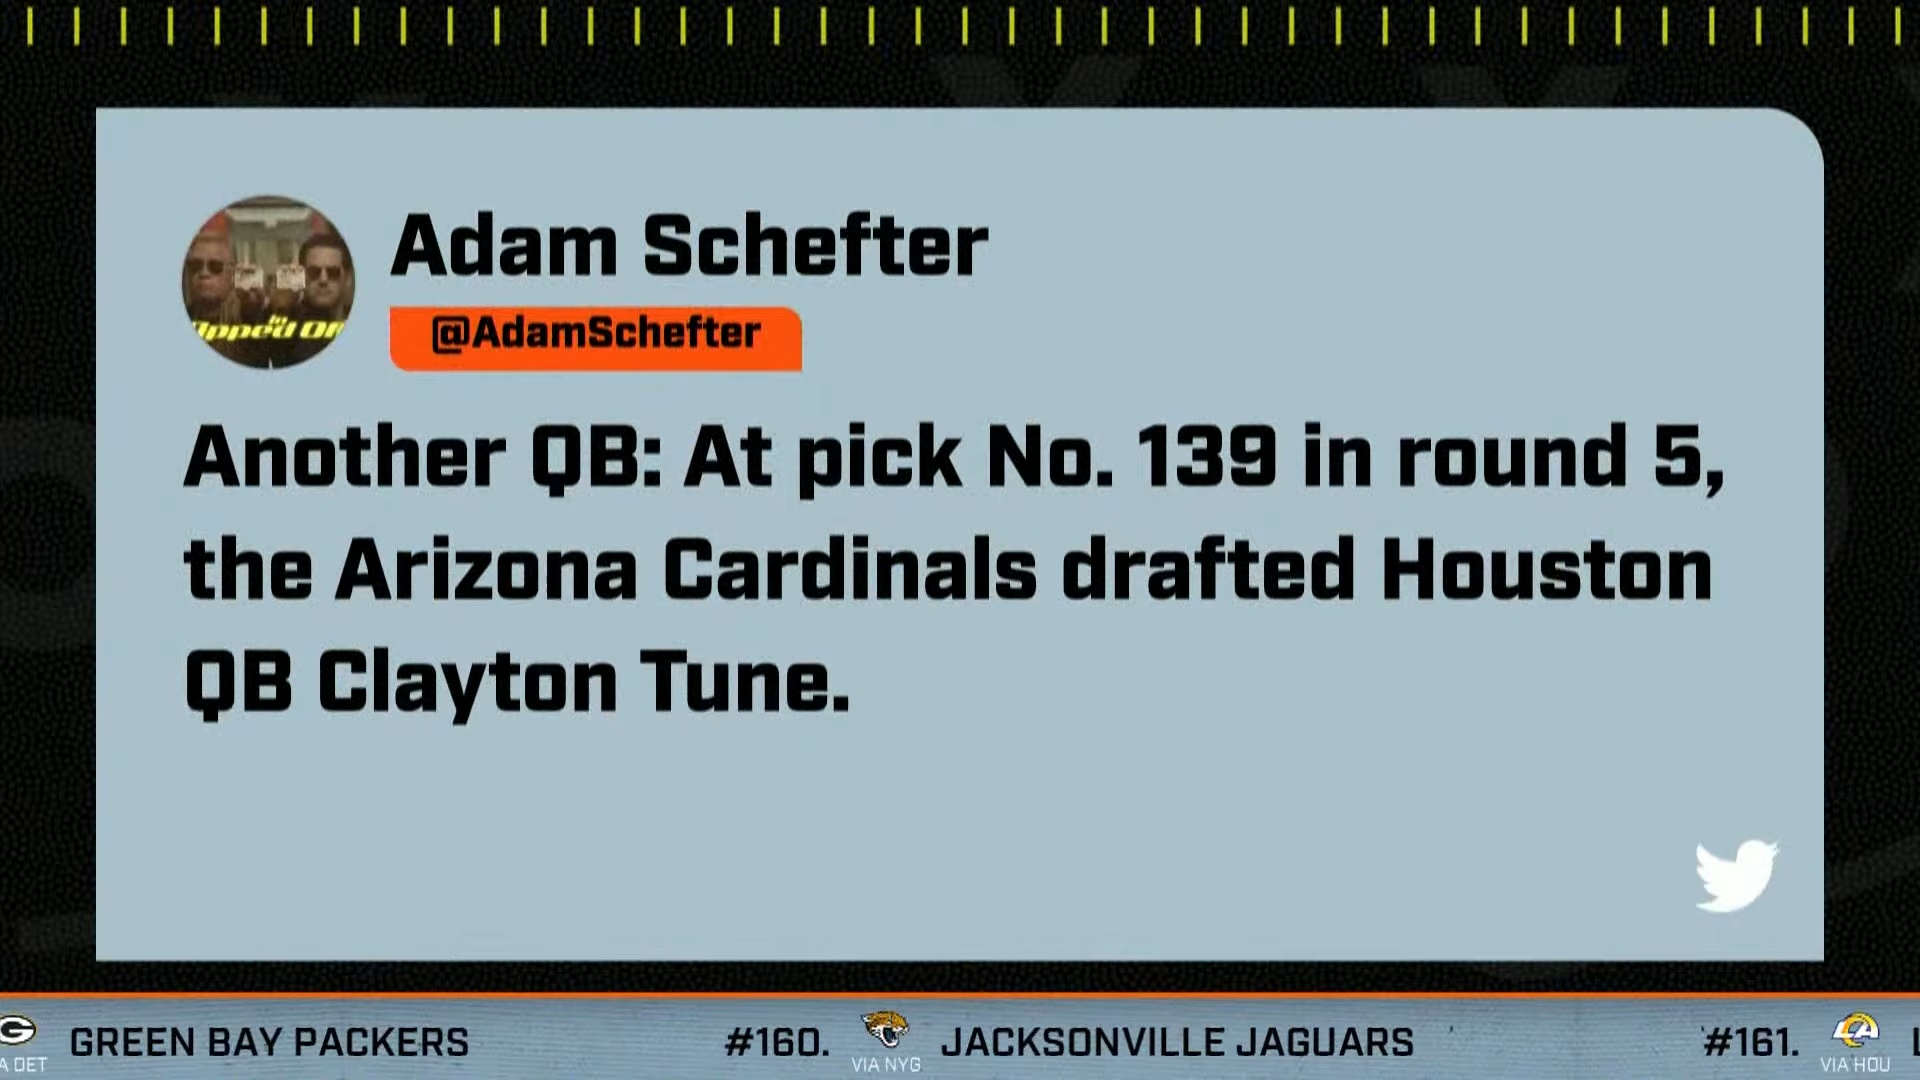 Adam Schefter
@AdamSchefter
Another QB: At pick No. 139 in round 5,
the Arizona Cardinals drafted Houston
QB Clayton Tune.
G DET GREEN BAY PACKERS #160. VIA NYG JACKSONVILLE JAGUARS #161. VIA HOU